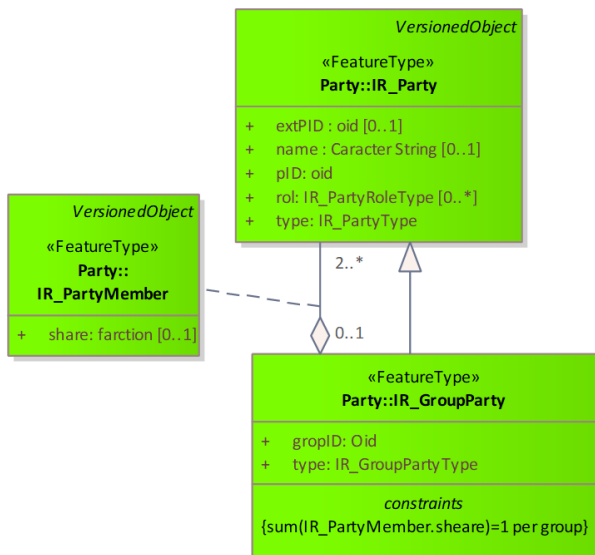 VersionedObject
«FeatureType»
Party::IR_Party
+ extPID : oid [0..1]
+ name : Caracter String [0..1]
+ pID: oid
+ rol: IR_PartyRoleType [0..*]
+ type: IR_PartyType
VersionedObject
«FeatureType»
Party::
IR_PartyMember
+ share: farction [0..1]
2..*
0..1
«FeatureType»
Party::IR_GroupParty
+ gropID: Oid
+ type: IR_GroupPartyType
constraints
{sum(IR_PartyMember.sheare)=1 per group}